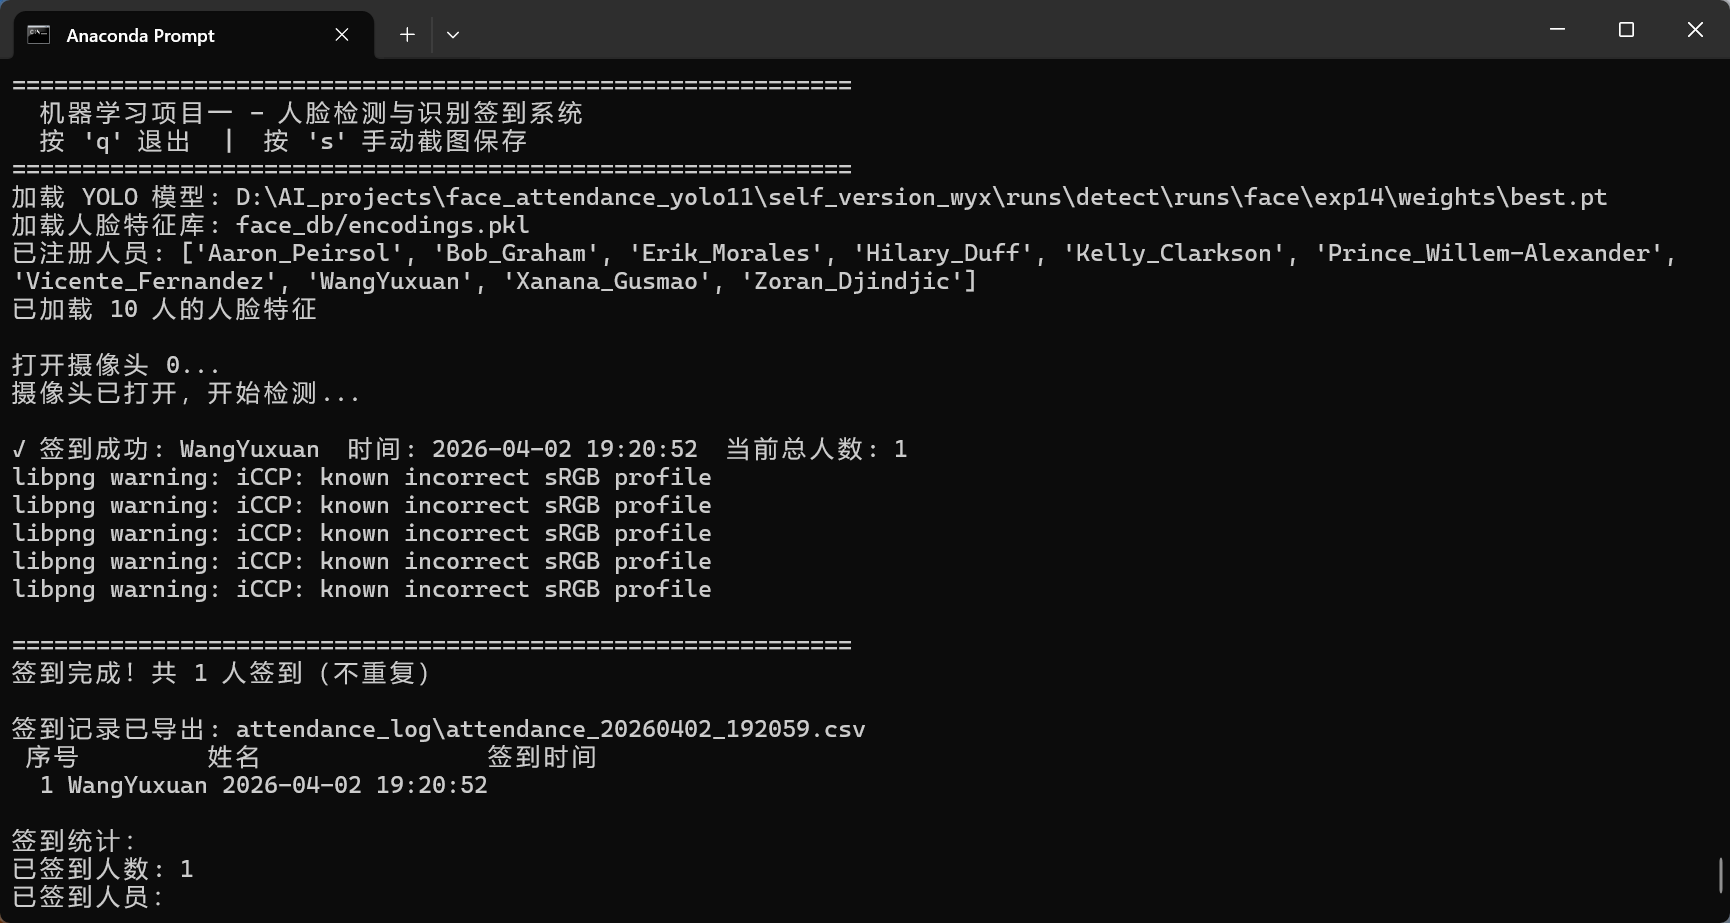 Anaconda Prompt
============================================================
机器学习项目一 - 人脸检测与识别签到系统
按 'q' 退出 | 按 's' 手动截图保存
============================================================
加载 YOLO 模型: D:\AI_projects\face_attendance_yolo11\self_version_wyx\runs\detect\runs\face\exp14\weights\best.pt
加载人脸特征库: face_db/encodings.pkl
已注册人员: ['Aaron_Peirsol', 'Bob_Graham', 'Erik_Morales', 'Hilary_Duff', 'Kelly_Clarkson', 'Prince_Willem-Alexander',
'Vicente_Fernandez', 'WangYuxuan', 'Xanana_Gusmao', 'Zoran_Djindjic']
已加载 10 人的人脸特征
打开摄像头 0...
摄像头已打开, 开始检测...
√ 签到成功: WangYuxuan 时间: 2026-04-02 19:20:52 当前总人数: 1
libpng warning: iCCP: known incorrect sRGB profile
libpng warning: iCCP: known incorrect sRGB profile
libpng warning: iCCP: known incorrect sRGB profile
libpng warning: iCCP: known incorrect sRGB profile
libpng warning: iCCP: known incorrect sRGB profile
============================================================
签到完成! 共 1 人签到（不重复）
签到记录已导出: attendance_log\attendance_20260402_192059.csv
序号 姓名 签到时间
1 WangYuxuan 2026-04-02 19:20:52
签到统计:
已签到人数: 1
已签到人员: